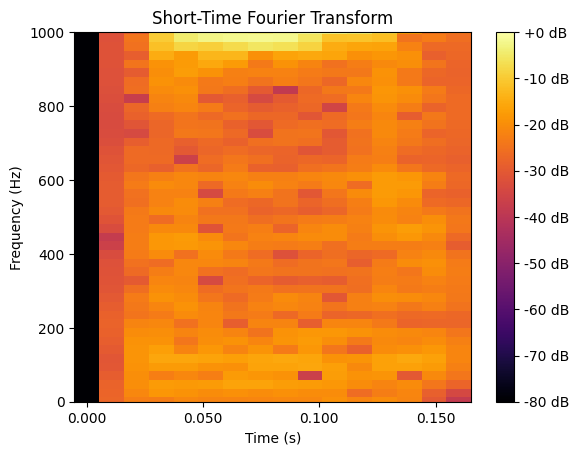 Short-Time Fourier Transform
1000
800
600
400
200
0
Frequency (Hz)
0.000
0.050
0.100
0.150
Time (s)
+0 dB
-10 dB
-20 dB
-30 dB
-40 dB
-50 dB
-60 dB
-70 dB
-80 dB